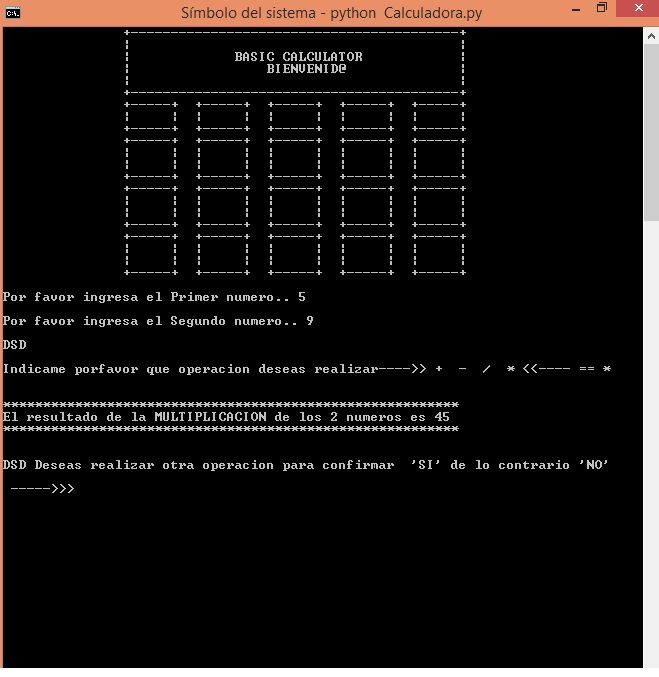 Símbolo del sistema - python Calculadora.py
BASIC CALCULATOR
BIENVENID@
Por favor ingresa el Primer numero.. 5
Por favor ingresa el Segundo numero.. 9
DSD
Indicame porfavor que operacion deseas realizar---->> + - / * <<---- == *
*********************************************************
El resultado de la MULTIPLICACION de los 2 numeros es 45
*********************************************************
DSD Deseas realizar otra operacion para confirmar 'SI' de lo contrario 'NO'
----->>>